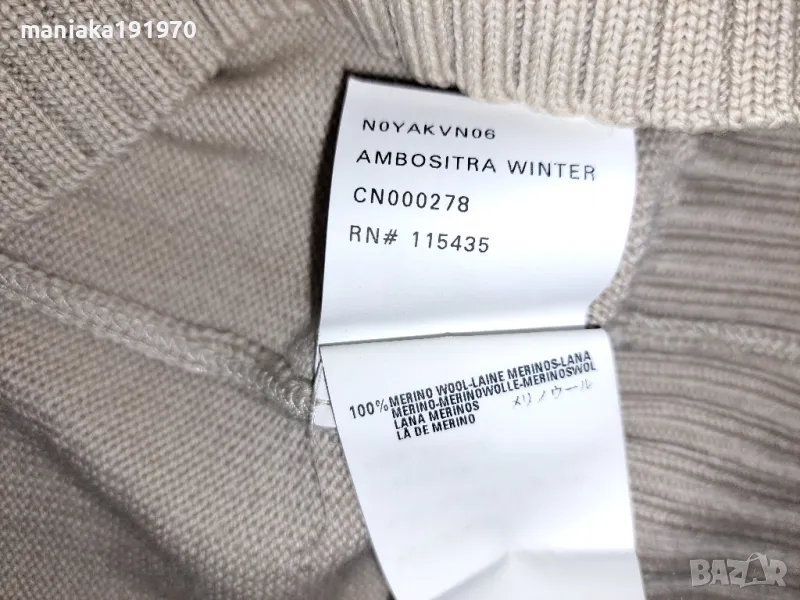 maniaka191970
N0YAKVN06
AMBOSITRA WINTER
CN000278
RN# 115435
100% MERINO WOOL-LAINE MERINOS-LANA
MERINO-MERINOWOLLE-MERINOSWOL
LANA MERINOS メリノウール
LÃ DE MERINO
BAZAR